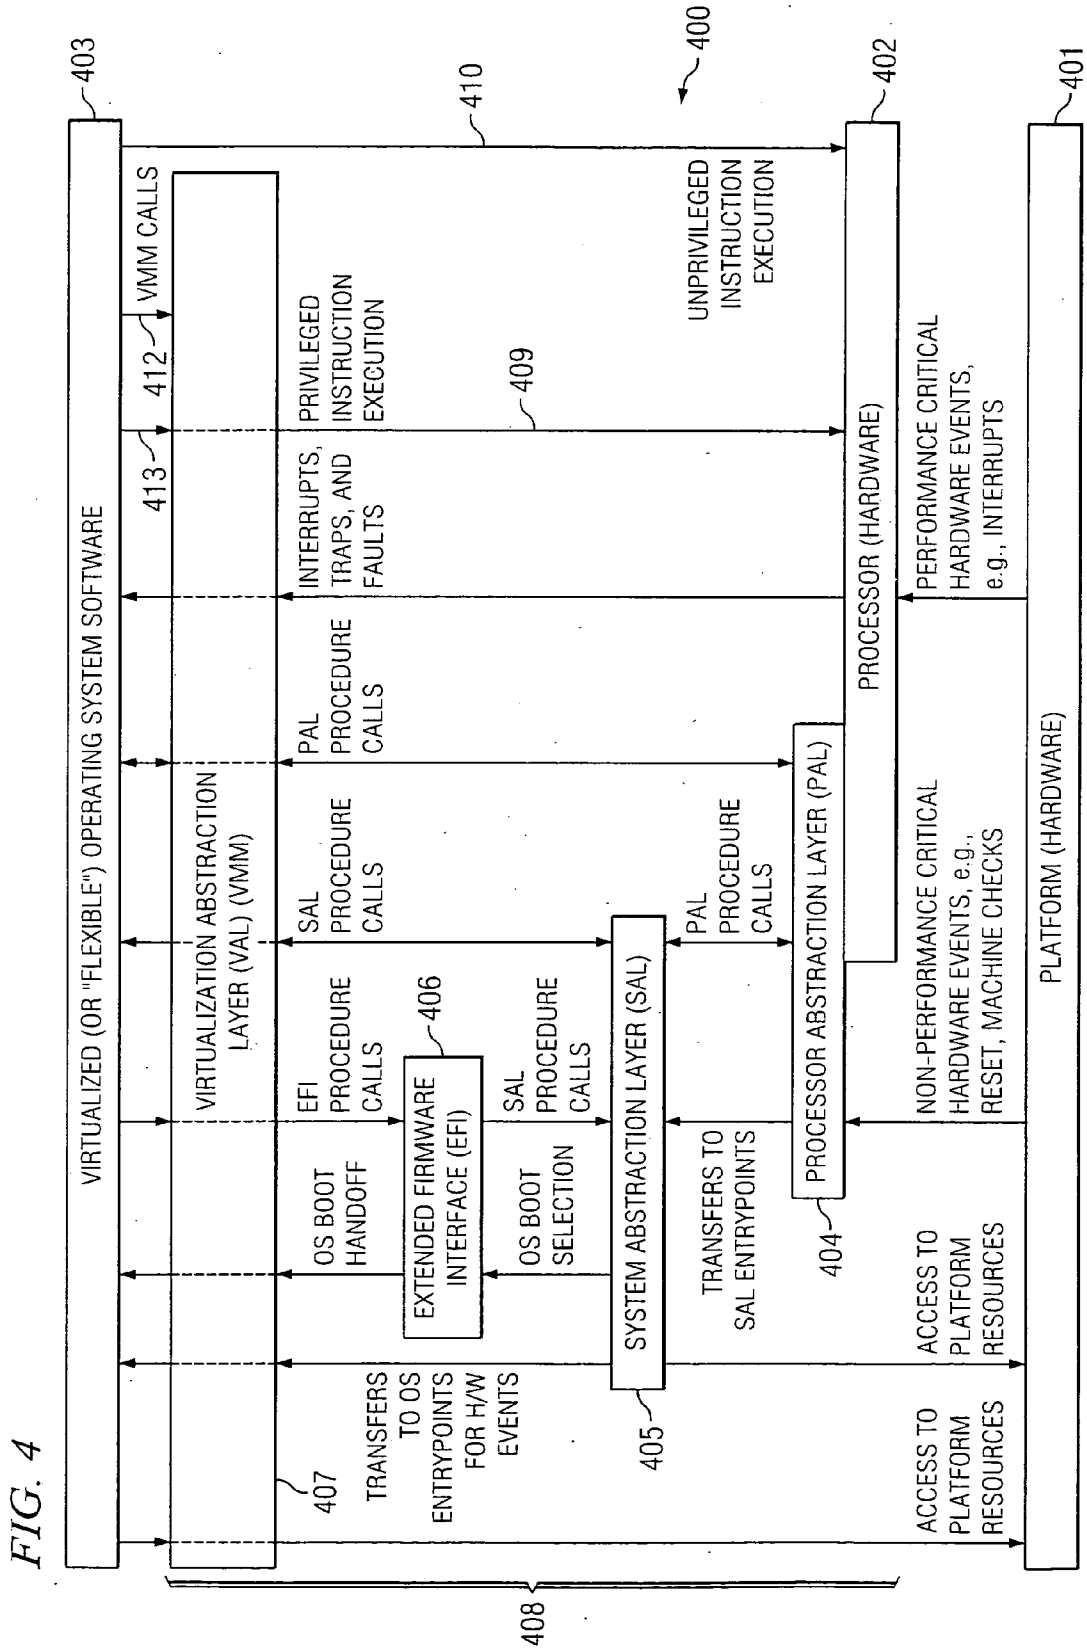 FIG. 4
VIRTUALIZED (OR "FLEXIBLE") OPERATING SYSTEM SOFTWARE
403
413
412
VMM CALLS
VIRTUALIZATION ABSTRACTION
LAYER (VAL) (VMM)
407
408
TRANSFERS
TO OS
ENTRYPOINTS
FOR H/W
EVENTS
OS BOOT
HANDOFF
EFI
PROCEDURE
CALLS
SAL
PROCEDURE
CALLS
PAL
PROCEDURE
CALLS
INTERRUPTS,
TRAPS, AND
FAULTS
PRIVILEGED
INSTRUCTION
EXECUTION
409
410
EXTENDED FIRMWARE
INTERFACE (EFI)
406
OS BOOT
SELECTION
SAL
PROCEDURE
CALLS
SYSTEM ABSTRACTION LAYER (SAL)
405
TRANSFERS TO
SAL ENTRYPOINTS
PAL
PROCEDURE
CALLS
UNPRIVILEGED
INSTRUCTION
EXECUTION
400
PROCESSOR ABSTRACTION LAYER (PAL)
404
PROCESSOR (HARDWARE)
402
ACCESS TO
PLATFORM
RESOURCES
ACCESS TO
PLATFORM
RESOURCES
NON-PERFORMANCE CRITICAL
HARDWARE EVENTS, e.g.,
RESET, MACHINE CHECKS
PERFORMANCE CRITICAL
HARDWARE EVENTS,
e.g., INTERRUPTS
PLATFORM (HARDWARE)
401